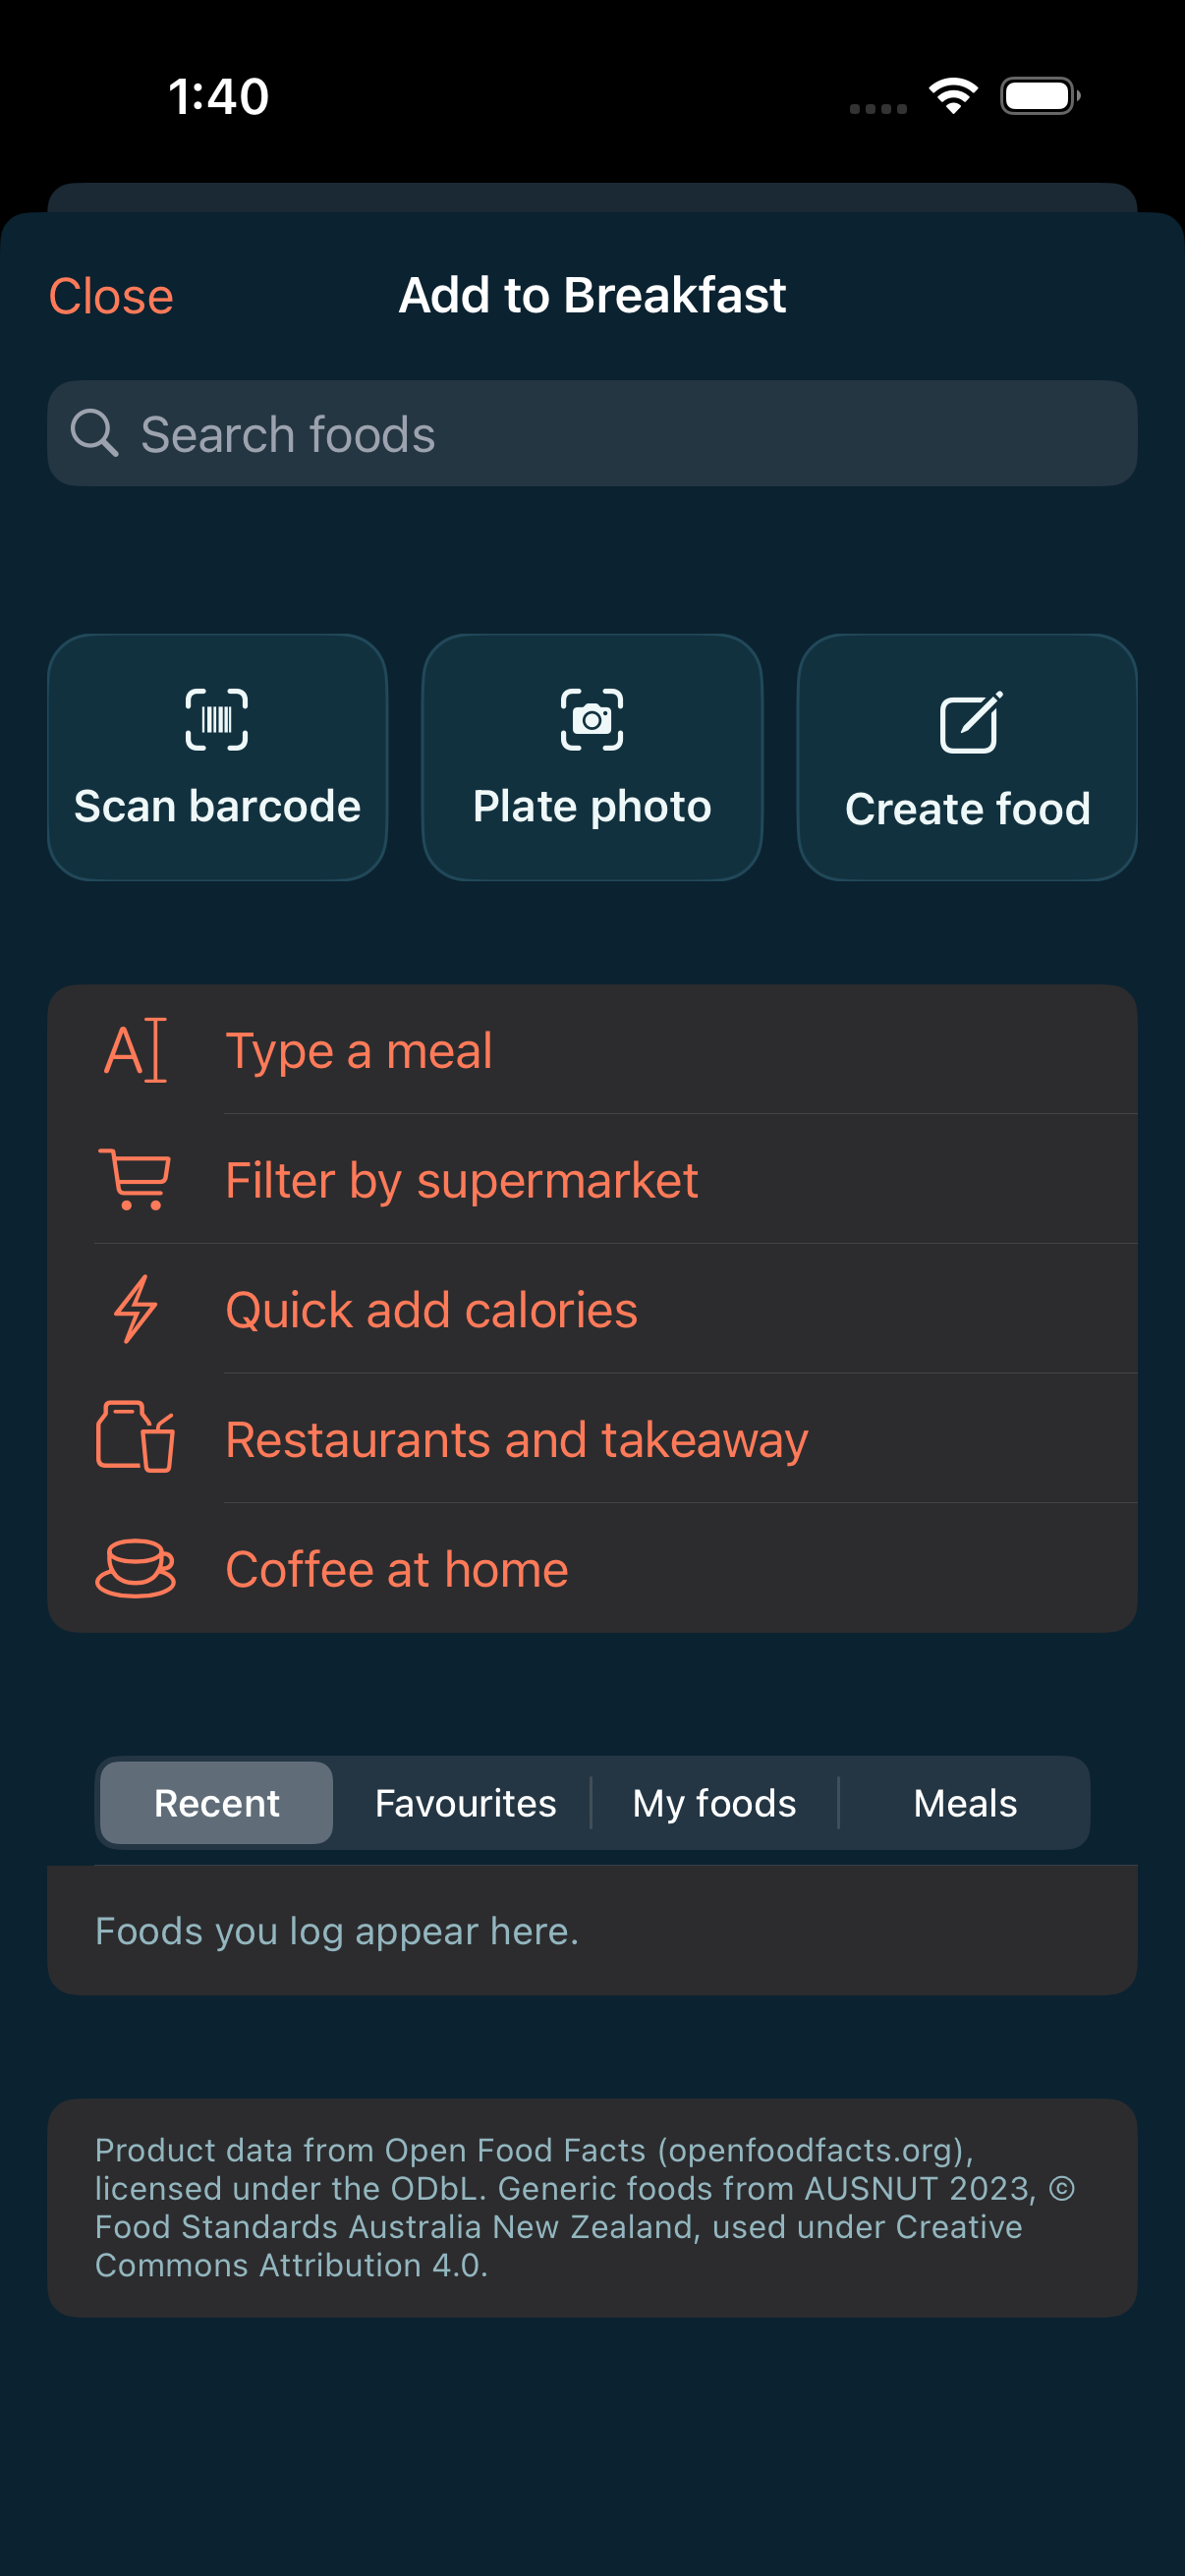 1:40
Close
Add to Breakfast
Search foods
Scan barcode
Plate photo
Create food
Type a meal
Filter by supermarket
Quick add calories
Restaurants and takeaway
Coffee at home
Recent
Favourites
My foods
Meals
Foods you log appear here.
Product data from Open Food Facts (openfoodfacts.org),
licensed under the ODbL. Generic foods from AUSNUT 2023, ©
Food Standards Australia New Zealand, used under Creative
Commons Attribution 4.0.